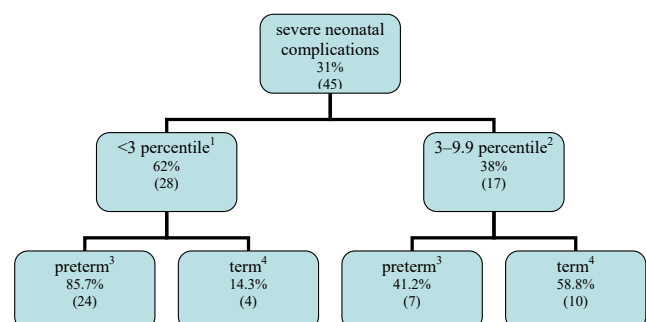 severe neonatal
complications
31%
(45)
<3 percentile1
62%
(28)
3–9.9 percentile2
38%
(17)
preterm3
85.7%
(24)
term4
14.3%
(4)
preterm3
41.2%
(7)
term4
58.8%
(10)